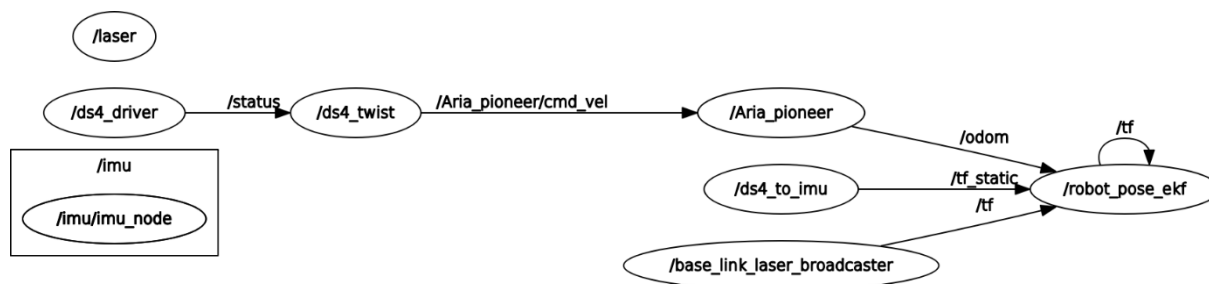 /laser
/ds4_driver
/status
/ds4_twist
/Aria_pioneer/cmd_vel
/Aria_pioneer
/odom
/tf
/imu
/imu/imu_node
/ds4_to_imu
/tf_static
/robot_pose_ekf
/tf
/base_link_laser_broadcaster